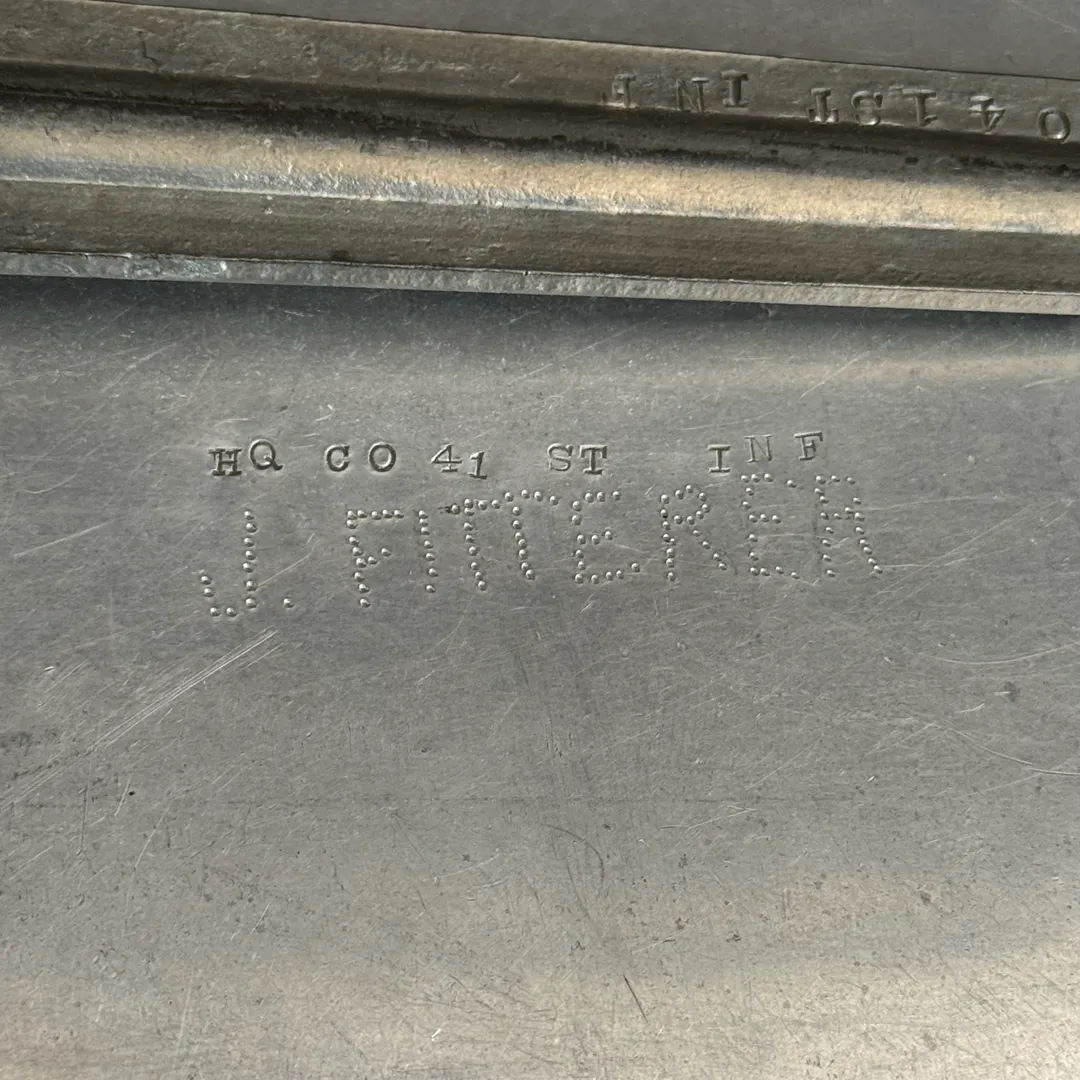 O 41ST INF
HQ CO 41 ST INF
J. FITTERER